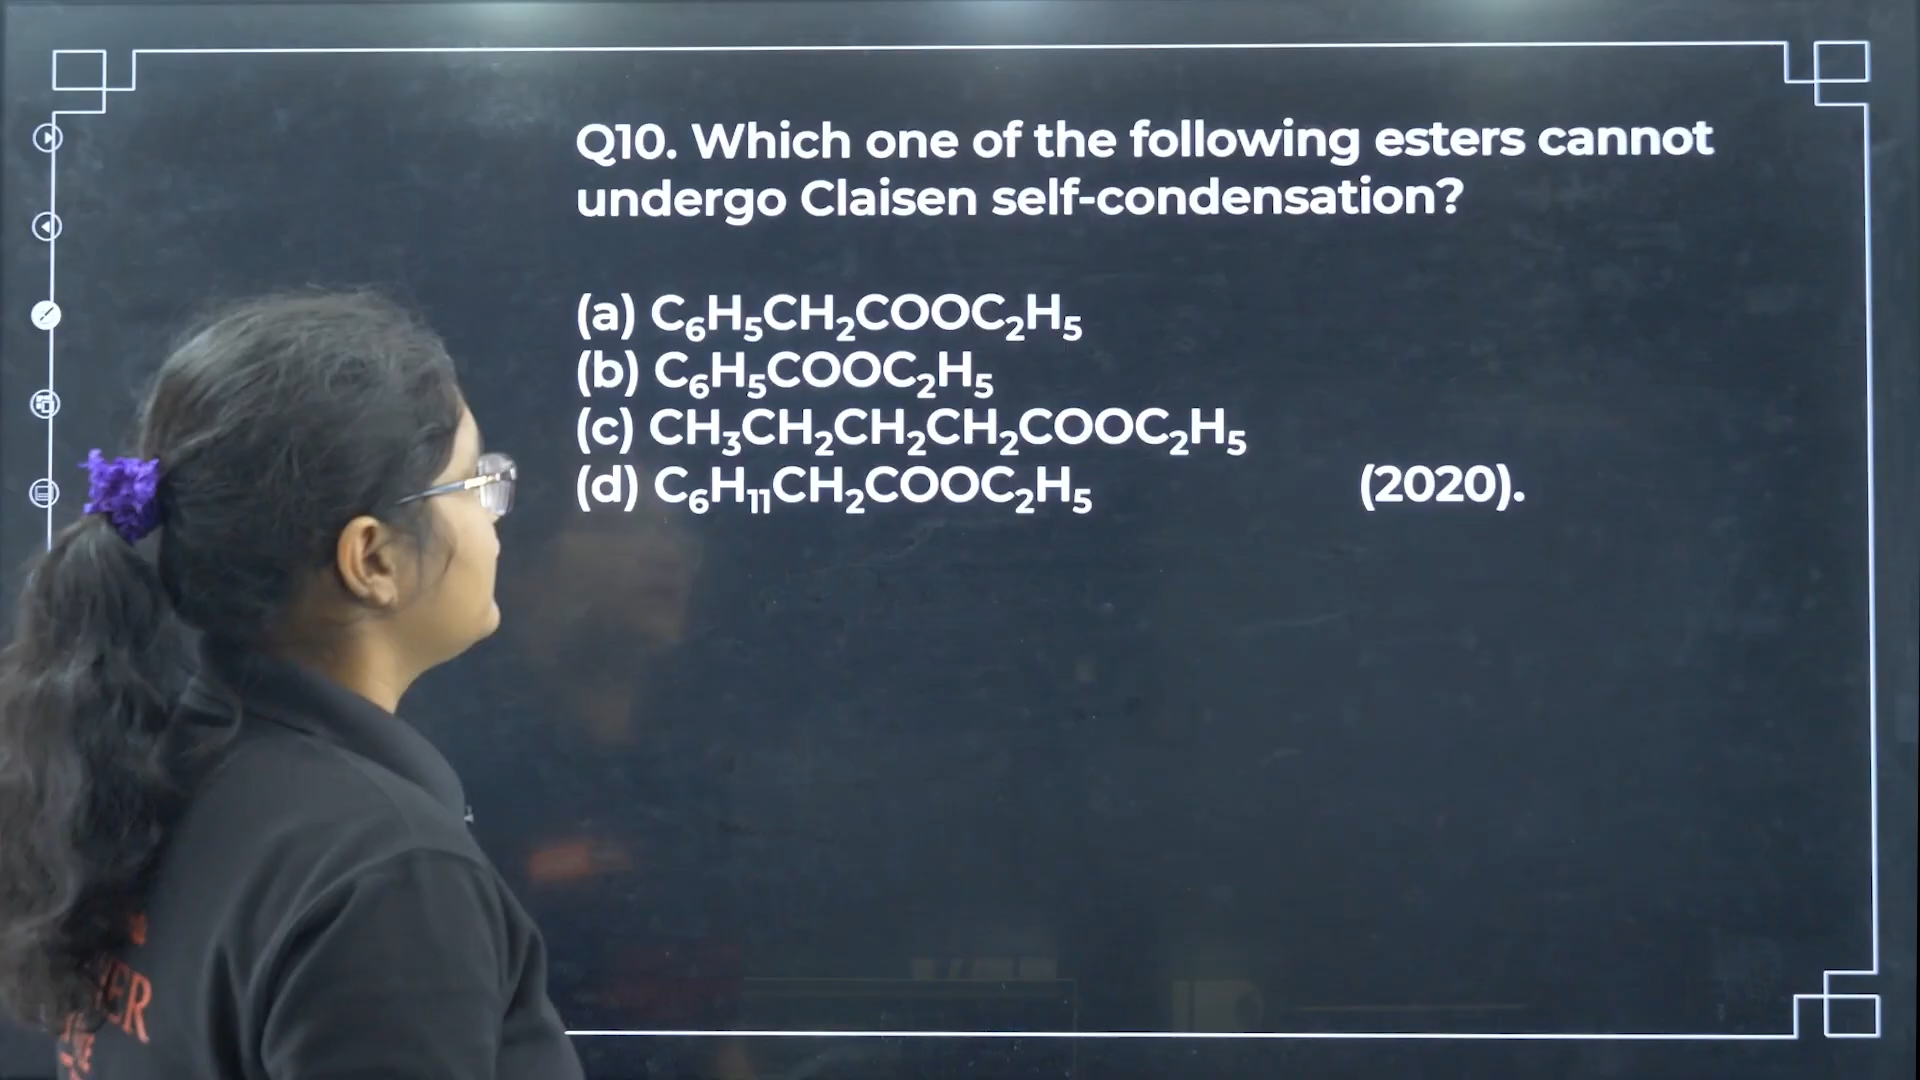 Q10. Which one of the following esters cannot
undergo Claisen self-condensation?
(a) C₆H₅CH₂COOC₂H₅
(b) C₆H₅COOC₂H₅
(c) CH₃CH₂CH₂CH₂COOC₂H₅
(d) C₆H₁₁CH₂COOC₂H₅ (2020).